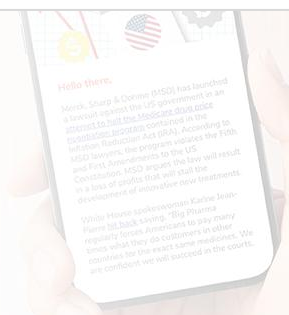 Hello there,
Merck, Sharp & Dohme (MSD) has launched
a lawsuit against the US government in an
attempt to halt the Medicare drug price
negotiation program contained in the
Inflation Reduction Act (IRA). According to
MSD lawyers, the program violates the Fifth
and First Amendments to the US
Constitution. MSD argues the law will result
in a loss of profits that will stall the
development of innovative new treatments.
White House spokeswoman Karine Jean-
Pierre hit back saying, "Big Pharma
regularly forces Americans to pay many
times what they do customers in other
countries for the exact same medicines. We
are confident we will succeed in the courts.